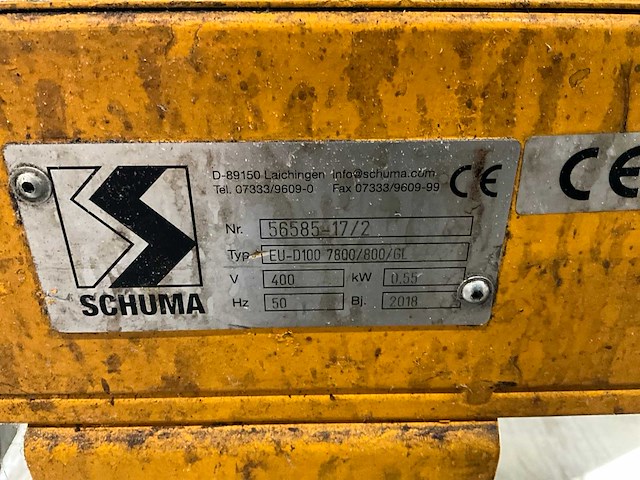 D-89150 Laichingen info@schuma.com
Tel. 07333/9609-0 Fax 07333/9609-99 CE
Nr. 56585-17/2
Typ EU-D100 7800/800/GL
V 400 kW 0.55
Hz 50 Bj. 2018
SCHUMA
CE